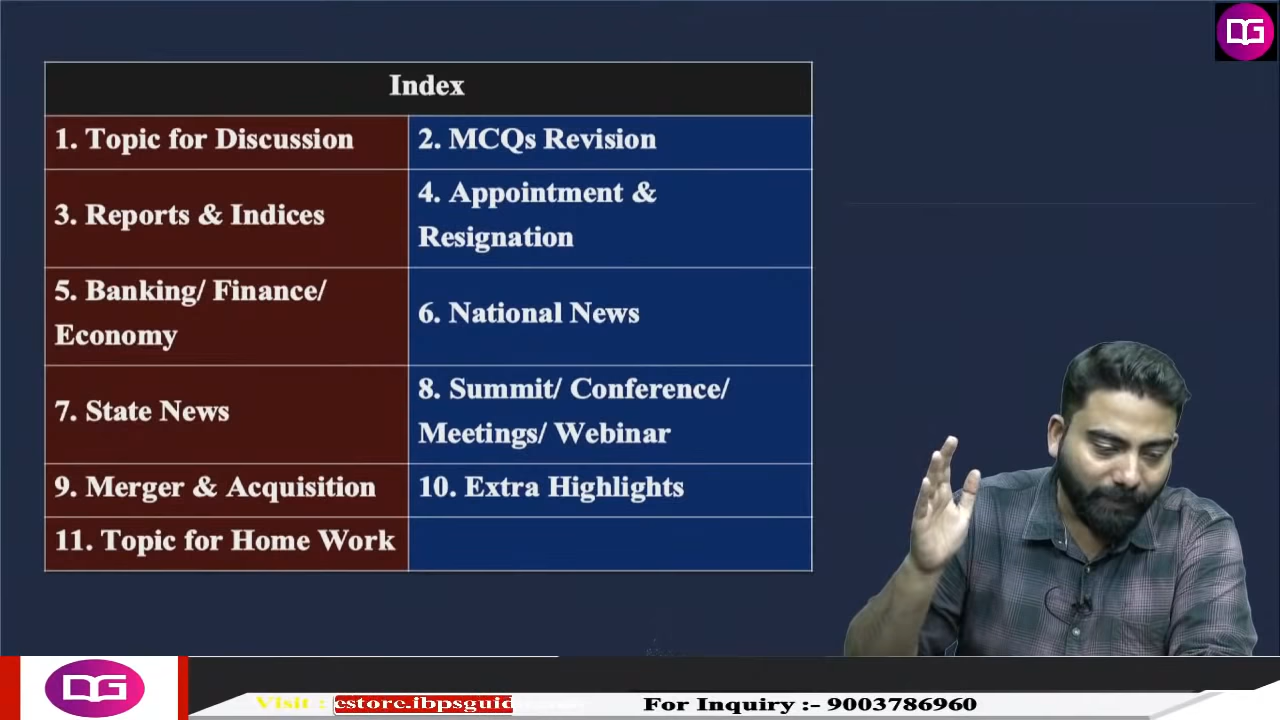 DG
Index
1. Topic for Discussion
2. MCQs Revision
3. Reports & Indices
4. Appointment &
Resignation
5. Banking/ Finance/
Economy
6. National News
7. State News
8. Summit/ Conference/
Meetings/ Webinar
9. Merger & Acquisition
10. Extra Highlights
11. Topic for Home Work
DG
Visit : estore.ibpsguid
For Inquiry :- 9003786960